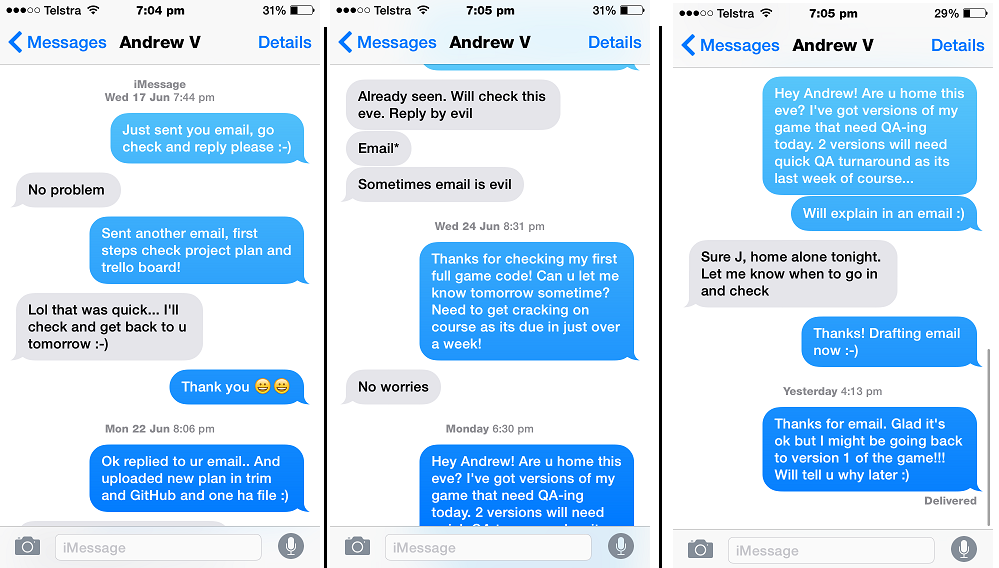 Telstra 7:04 pm 31%
Messages Andrew V Details
iMessage
Wed 17 Jun 7:44 pm
Just sent you email, go
check and reply please :-)
No problem
Sent another email, first
steps check project plan and
trello board!
Lol that was quick... I'll
check and get back to u
tomorrow :-)
Thank you 😀😀
Mon 22 Jun 8:06 pm
Ok replied to ur email.. And
uploaded new plan in trim
and GitHub and one ha file :)
iMessage
Telstra 7:05 pm 31%
Messages Andrew V Details
Already seen. Will check this
eve. Reply by evil
Email*
Sometimes email is evil
Wed 24 Jun 8:31 pm
Thanks for checking my first
full game code! Can u let me
know tomorrow sometime?
Need to get cracking on
course as its due in just over
a week!
No worries
Monday 6:30 pm
Hey Andrew! Are u home this
eve? I've got versions of my
game that need QA-ing
today. 2 versions will need
quick QA turnaround as its
iMessage
Telstra 7:05 pm 29%
Messages Andrew V Details
Hey Andrew! Are u home this
eve? I've got versions of my
game that need QA-ing
today. 2 versions will need
quick QA turnaround as its
last week of course...
Will explain in an email :)
Sure J, home alone tonight.
Let me know when to go in
and check
Thanks! Drafting email
now :-)
Yesterday 4:13 pm
Thanks for email. Glad it's
ok but I might be going back
to version 1 of the game!!!
Will tell u why later ;)
Delivered
iMessage